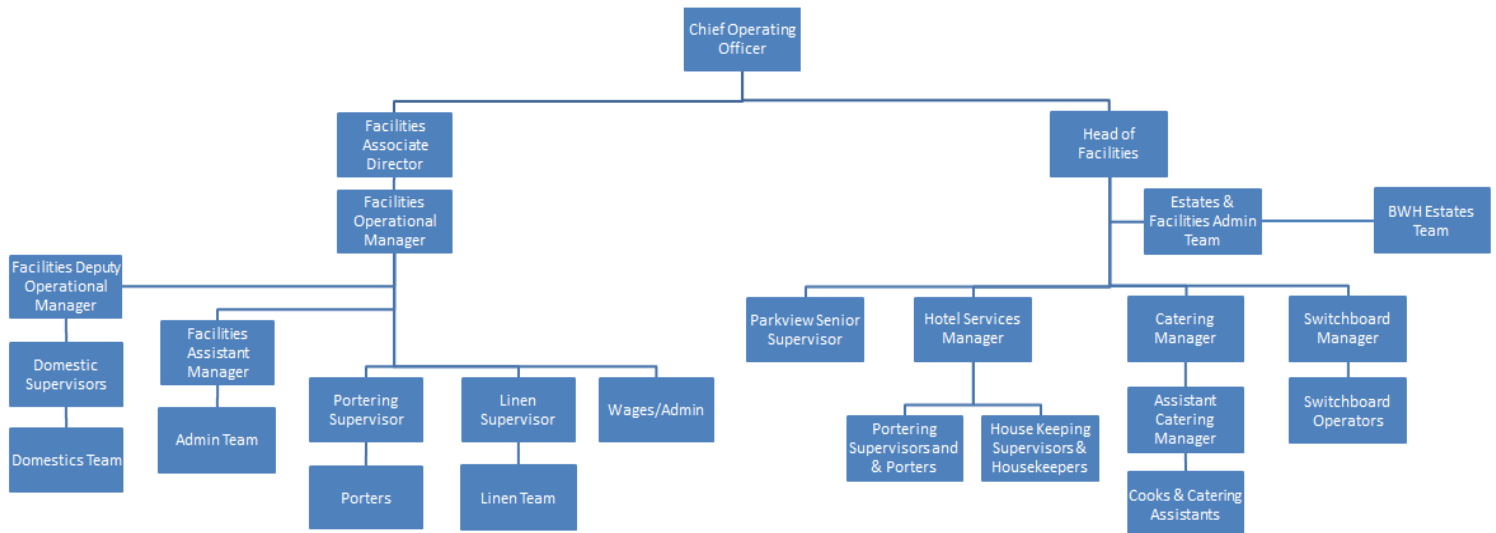 Chief Operating
Officer
Facilities
Associate
Director
Head of
Facilities
Facilities
Operational
Manager
Estates &
Facilities Admin
Team
BWH Estates
Team
Facilities Deputy
Operational
Manager
Facilities
Assistant
Manager
Parkview Senior
Supervisor
Hotel Services
Manager
Catering
Manager
Switchboard
Manager
Domestic
Supervisors
Portering
Supervisor
Linen
Supervisor
Wages/Admin
Assistant
Catering
Manager
Switchboard
Operators
Domestics Team
Admin Team
Portering
Supervisors and
& Porters
House Keeping
Supervisors &
Housekeepers
Porters
Linen Team
Cooks & Catering
Assistants